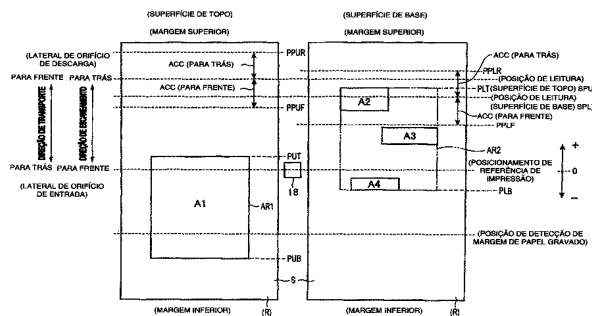 (SUPERFÍCIE DE TOPO)
(SUPERFÍCIE DE BASE)
(MARGEM SUPERIOR)
(MARGEM SUPERIOR)
(LATERAL DE ORIFÍCIO
DE DESCARGA)
PPUR
ACC (PARA TRÁS)
ACC (PARA TRÁS)
PPLR
PARA FRENTE
PARA TRÁS
(POSIÇÃO DE LEITURA)
ACC (PARA FRENTE)
PLT
(SUPERFÍCIE DE TOPO) SPU
A2
(POSIÇÃO DE LEITURA)
(SUPERFÍCIE DE BASE) SPL
PPUF
ACC (PARA FRENTE)
PPLF
DIREÇÃO DE TRANSPORTE
DIREÇÃO DE ESCANEAMENTO
A3
AR2
PUT
(POSICIONAMENTO DE
REFERÊNCIA DE
IMPRESSÃO)
+
0
−
PARA TRÁS
PARA FRENTE
18
A4
PLB
(LATERAL DE ORIFÍCIO
DE ENTRADA)
A1
AR1
(POSIÇÃO DE DETECÇÃO DE
MARGEM DE PAPEL GRAVADO)
PUB
S
(MARGEM INFERIOR)
(R)
(MARGEM INFERIOR)
(R)